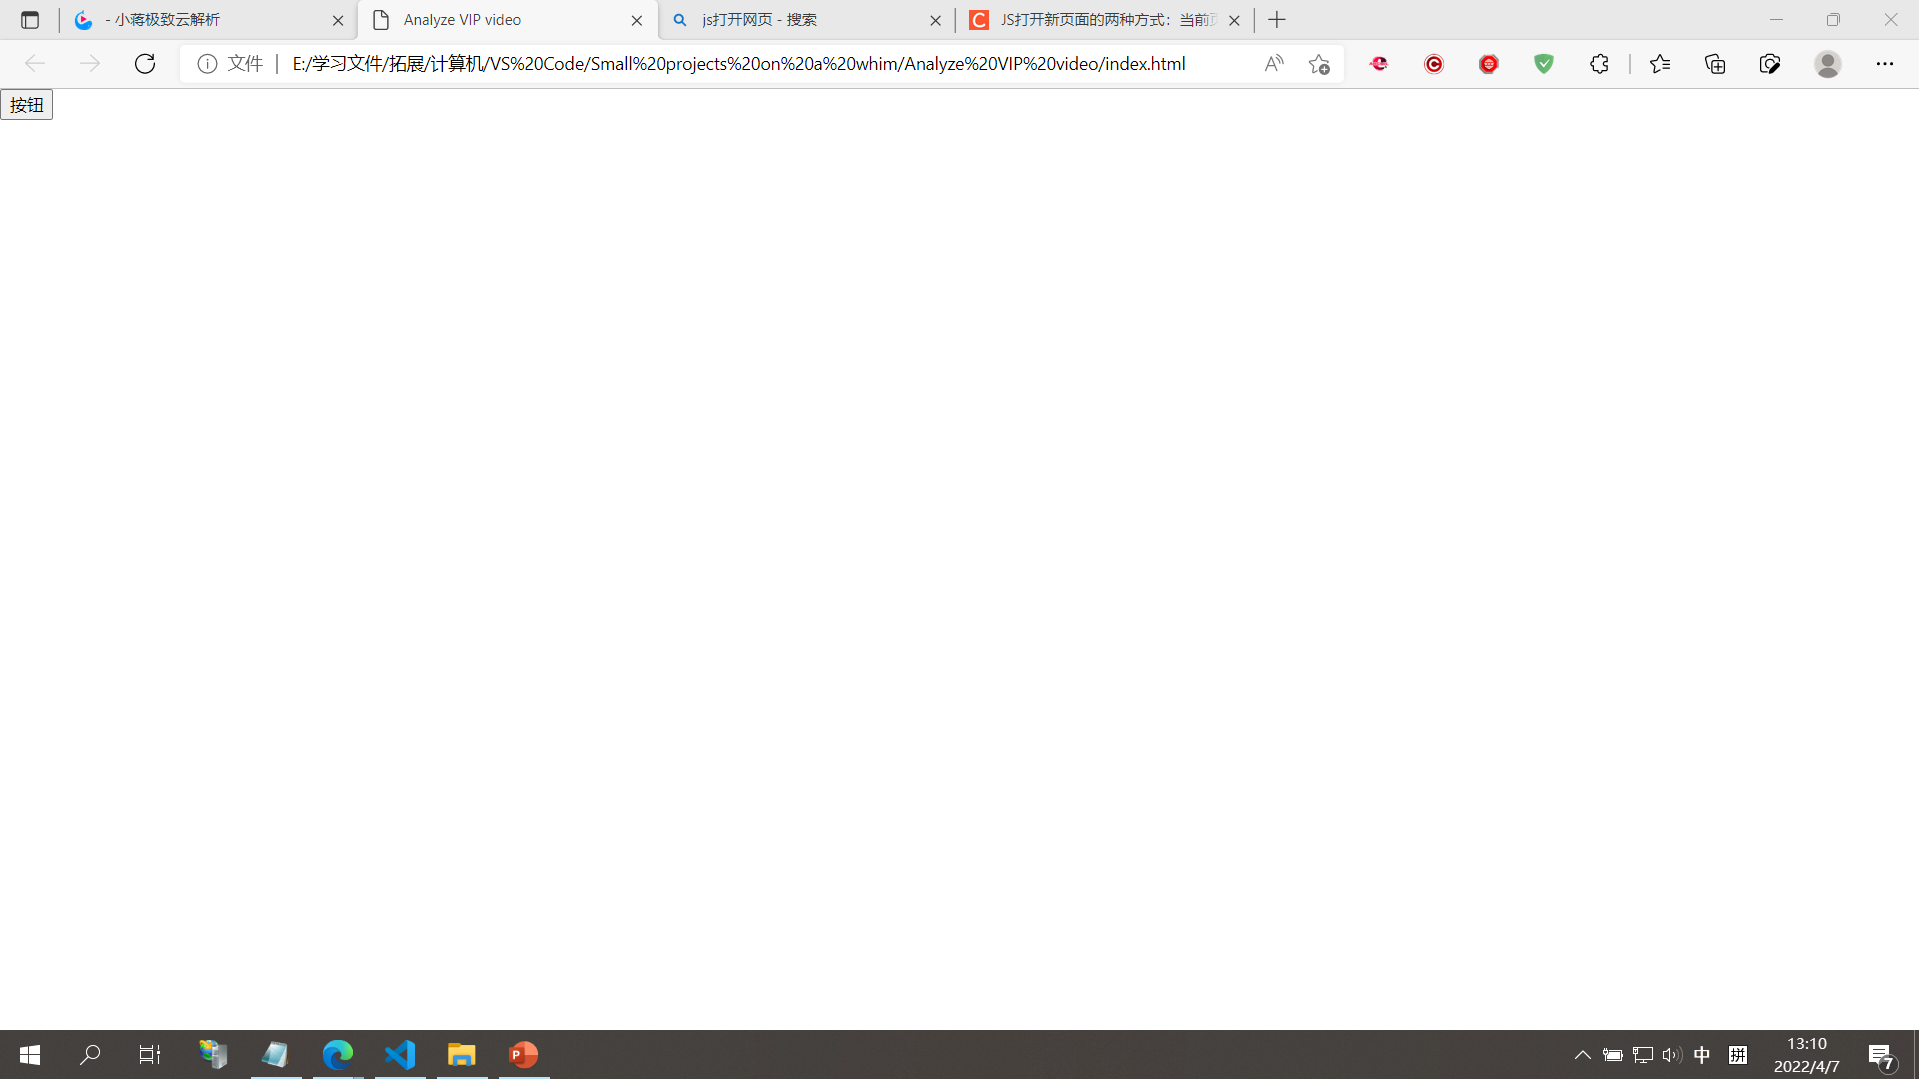 - 小蒋极致云解析
Analyze VIP video
js打开网页 - 搜索
JS打开新页面的两种方式：当前
文件
E:/学习文件/拓展/计算机/VS%20Code/Small%20projects%20on%20a%20whim/Analyze%20VIP%20video/index.html
按钮
中
拼
13:10
2022/4/7
7